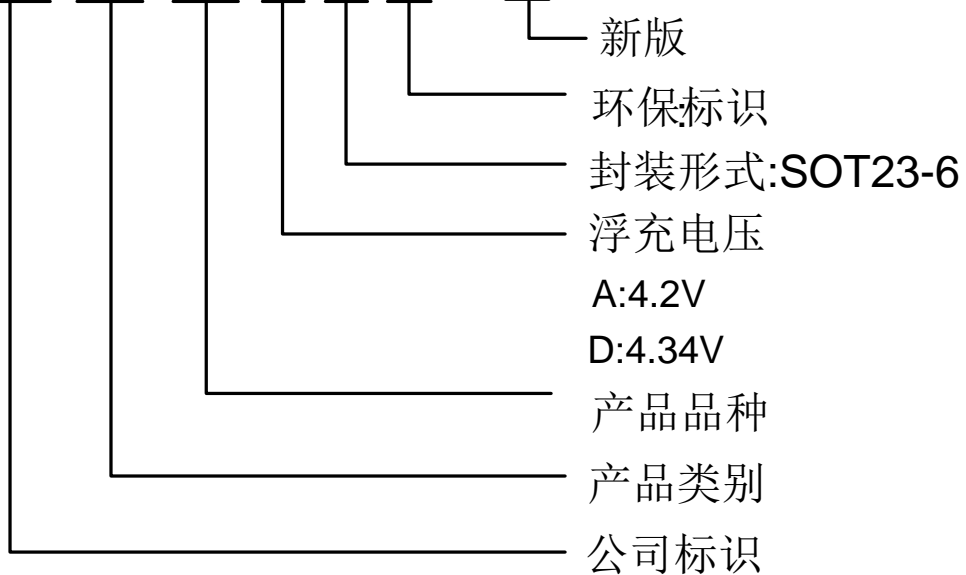 新版
环保标识
封装形式:SOT23-6
浮充电压
A:4.2V
D:4.34V
产品品种
产品类别
公司标识